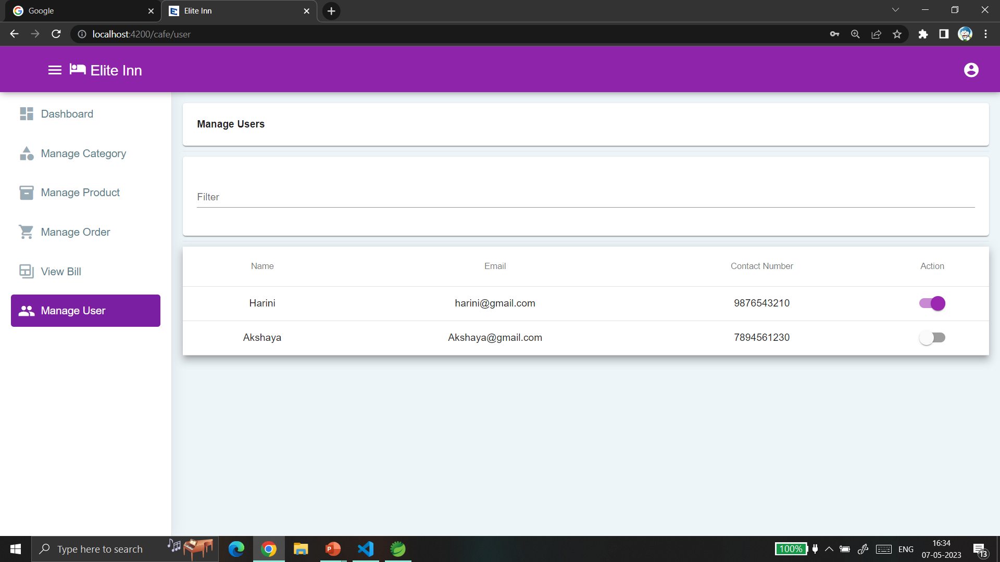 Google
Elite Inn
localhost:4200/cafe/user
Elite Inn
Dashboard
Manage Category
Manage Product
Manage Order
View Bill
Manage User
Manage Users
Filter
Name Email Contact Number Action
Harini harini@gmail.com 9876543210
Akshaya Akshaya@gmail.com 7894561230
Type here to search
100%
ENG
16:34
07-05-2023
13